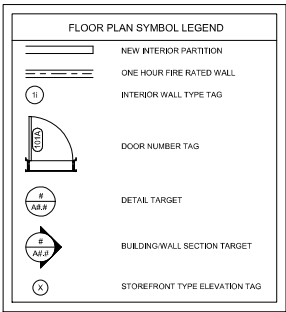 FLOOR PLAN SYMBOL LEGEND
NEW INTERIOR PARTITION
ONE HOUR FIRE RATED WALL
1i
INTERIOR WALL TYPE TAG
101A
DOOR NUMBER TAG
#
A#.#
DETAIL TARGET
#
A#.#
BUILDING/WALL SECTION TARGET
X
STOREFRONT TYPE ELEVATION TAG